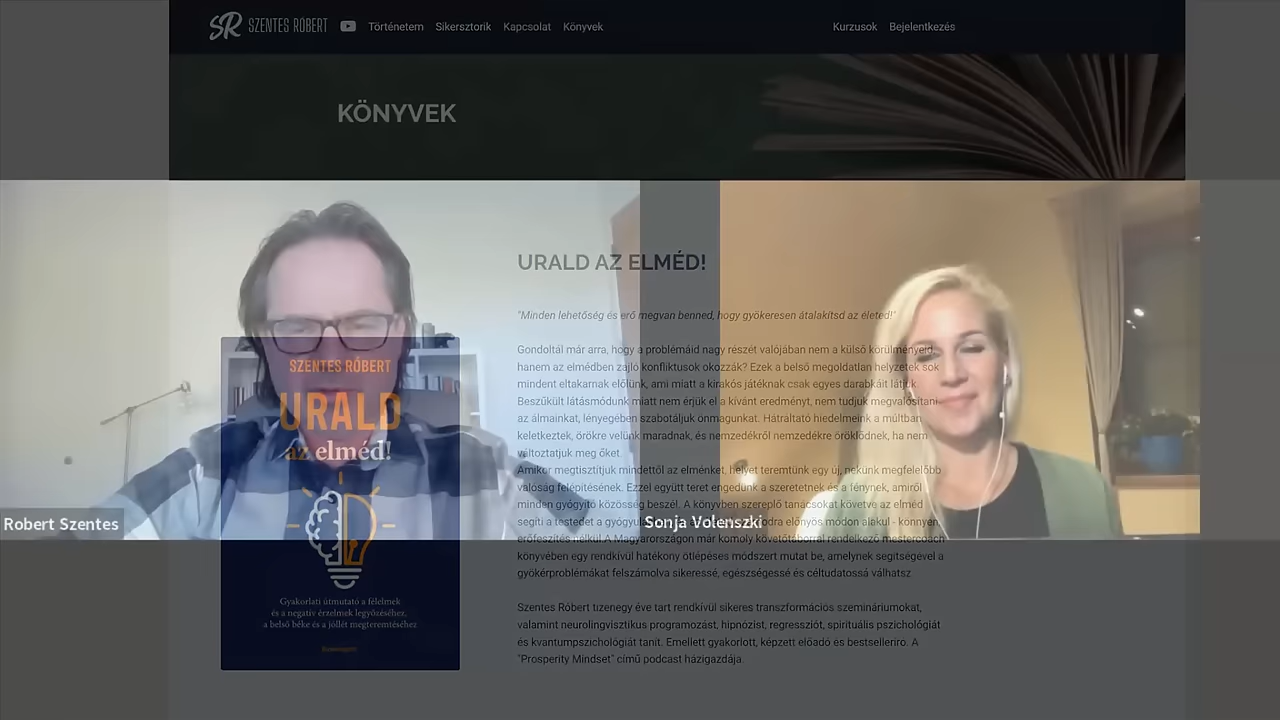 SR SZENTES RÓBERT Történetem Sikersztorik Kapcsolat Könyvek Kurzusok Bejelentkezés
KÖNYVEK
URALD AZ ELMÉD!
"Minden lehetőség és erő megvan benned, hogy gyökeresen átalakítsd az életed!"
Gondoltál már arra, hogy a problémáid nagy részét valójában nem a külső körülményeid,
hanem az elmédben zajló konfliktusok okozzák? Ezek a belső megoldatlan helyzetek sok
mindent eltakarnak előlünk, ami miatt a kirakós játéknak csak egyes darabkáit látjuk.
Beszűkült látásmódunk miatt nem érjük el a kívánt eredményt, nem tudjuk megvalósítani
az álmainkat, lényegében szabotáljuk önmagunkat. Hátráltató hiedelmeink a múltban
keletkeztek, örökre velünk maradnak, és nemzedékről nemzedékre öröklődnek, ha nem
változtatjuk meg őket.
Amikor megtisztítjuk mindettől az elménket, helyet teremtünk egy új, nekünk megfelelőbb
valóság felépítésének. Ezzel együtt teret engedünk a szeretetnek és a fénynek, amiről
minden gyógyító közösség beszél. A könyvben szereplő tanácsokat követve az elméd
segíti a testedet a gyógyulá odra előnyös módon alakul - könnyen,
erőfeszítés nélkül.A Magyarországon már komoly követőtáborral rendelkező mestercoach
könyvében egy rendkívül hatékony ötlépéses módszert mutat be, amelynek segítségével a
gyökérproblémákat felszámolva sikeressé, egészségessé és céltudatossá válhatsz
Szentes Róbert tizenegy éve tart rendkívül sikeres transzformációs szemináriumokat,
valamint neurolingvisztikus programozást, hipnózist, regressziót, spirituális pszichológiát
és kvantumpszichológiát tanít. Emellett gyakorlott, képzett előadó és bestselleríró. A
"Prosperity Mindset" című podcast házigazdája.
SZENTES RÓBERT
URALD
az elméd!
Gyakorlati útmutató a félelmek
és a negatív érzelmek legyőzéséhez,
a belső béke és a jóllét megteremtéséhez
Robert Szentes
Sonja Volenszki